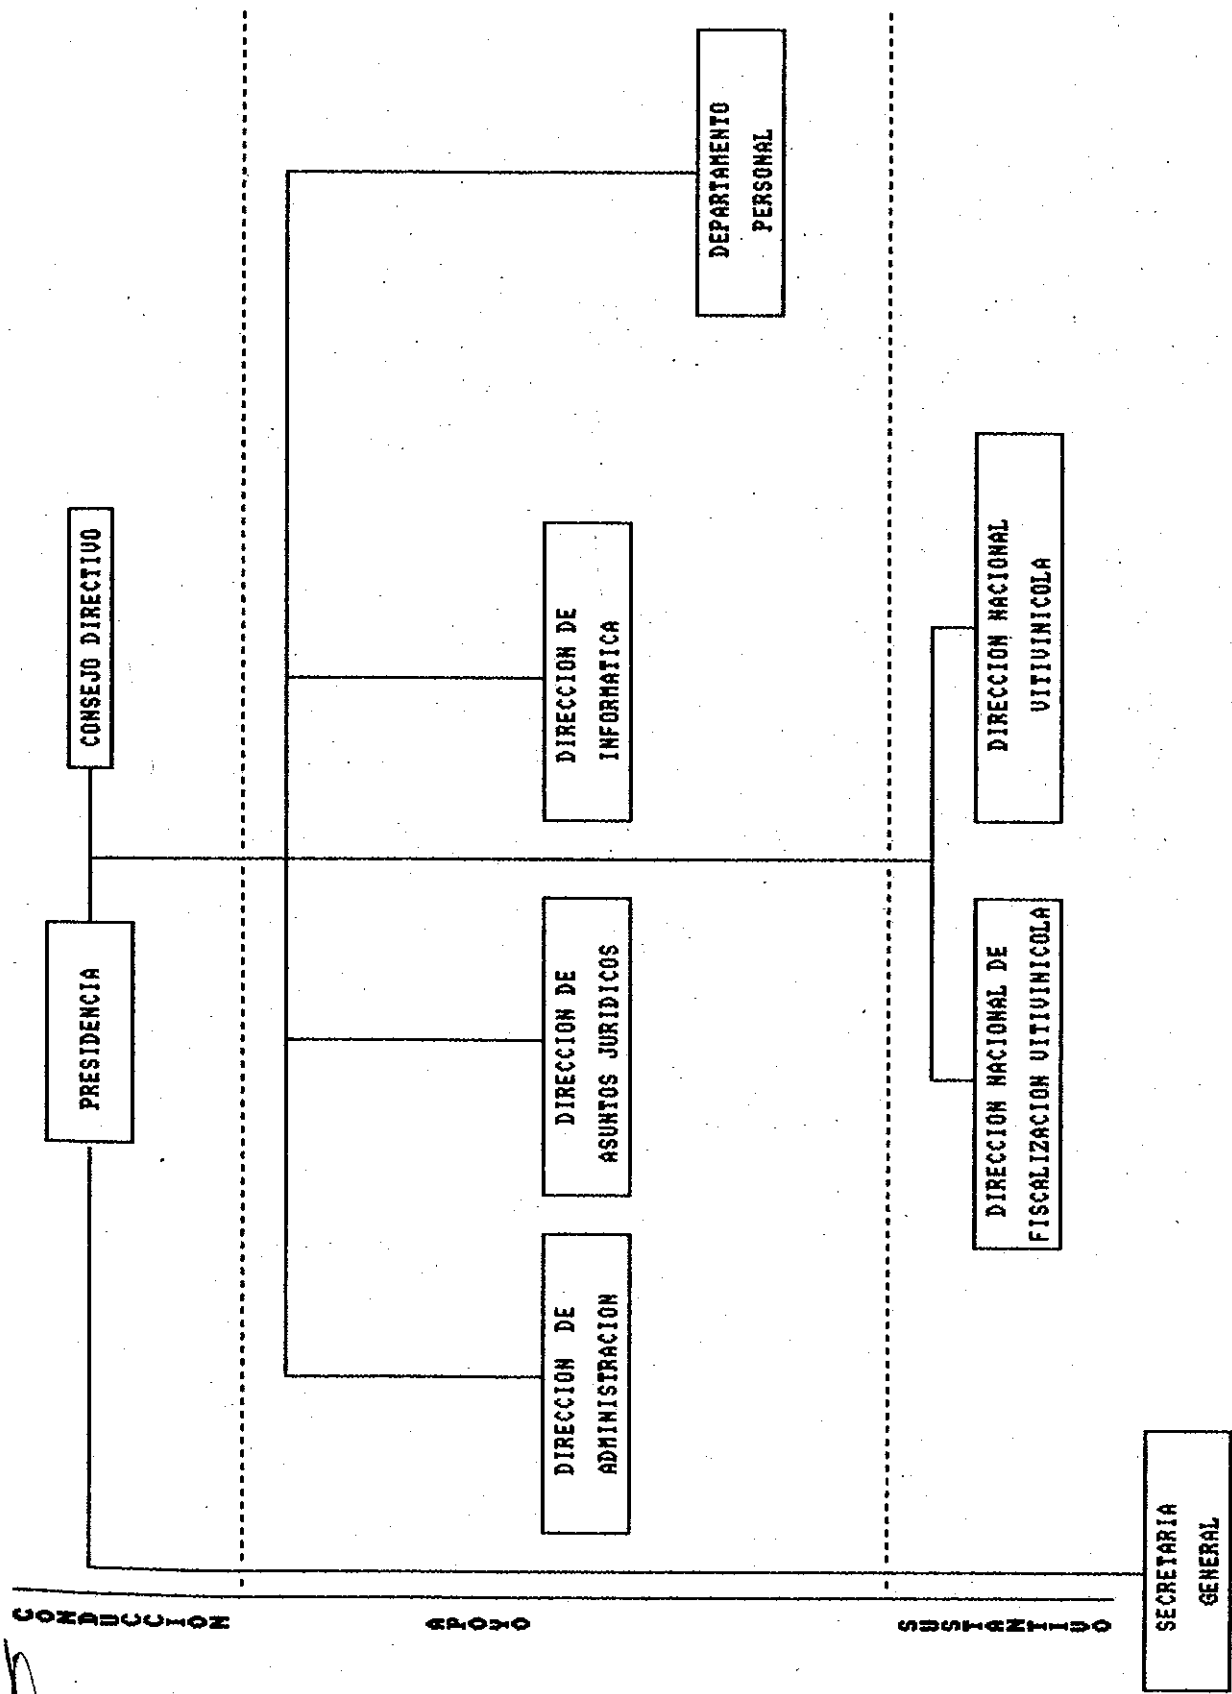 CONDUCCION
PRESIDENCIA
CONSEJO DIRECTIVO
APOYO
DIRECCION DE
ADMINISTRACION
DIRECCION DE
ASUNTOS JURIDICOS
DIRECCION DE
INFORMATICA
DEPARTAMENTO
PERSONAL
SUSTANTIVO
DIRECCION NACIONAL DE
FISCALIZACION VITIVINICOLA
DIRECCION NACIONAL
VITIVINICOLA
SECRETARIA
GENERAL